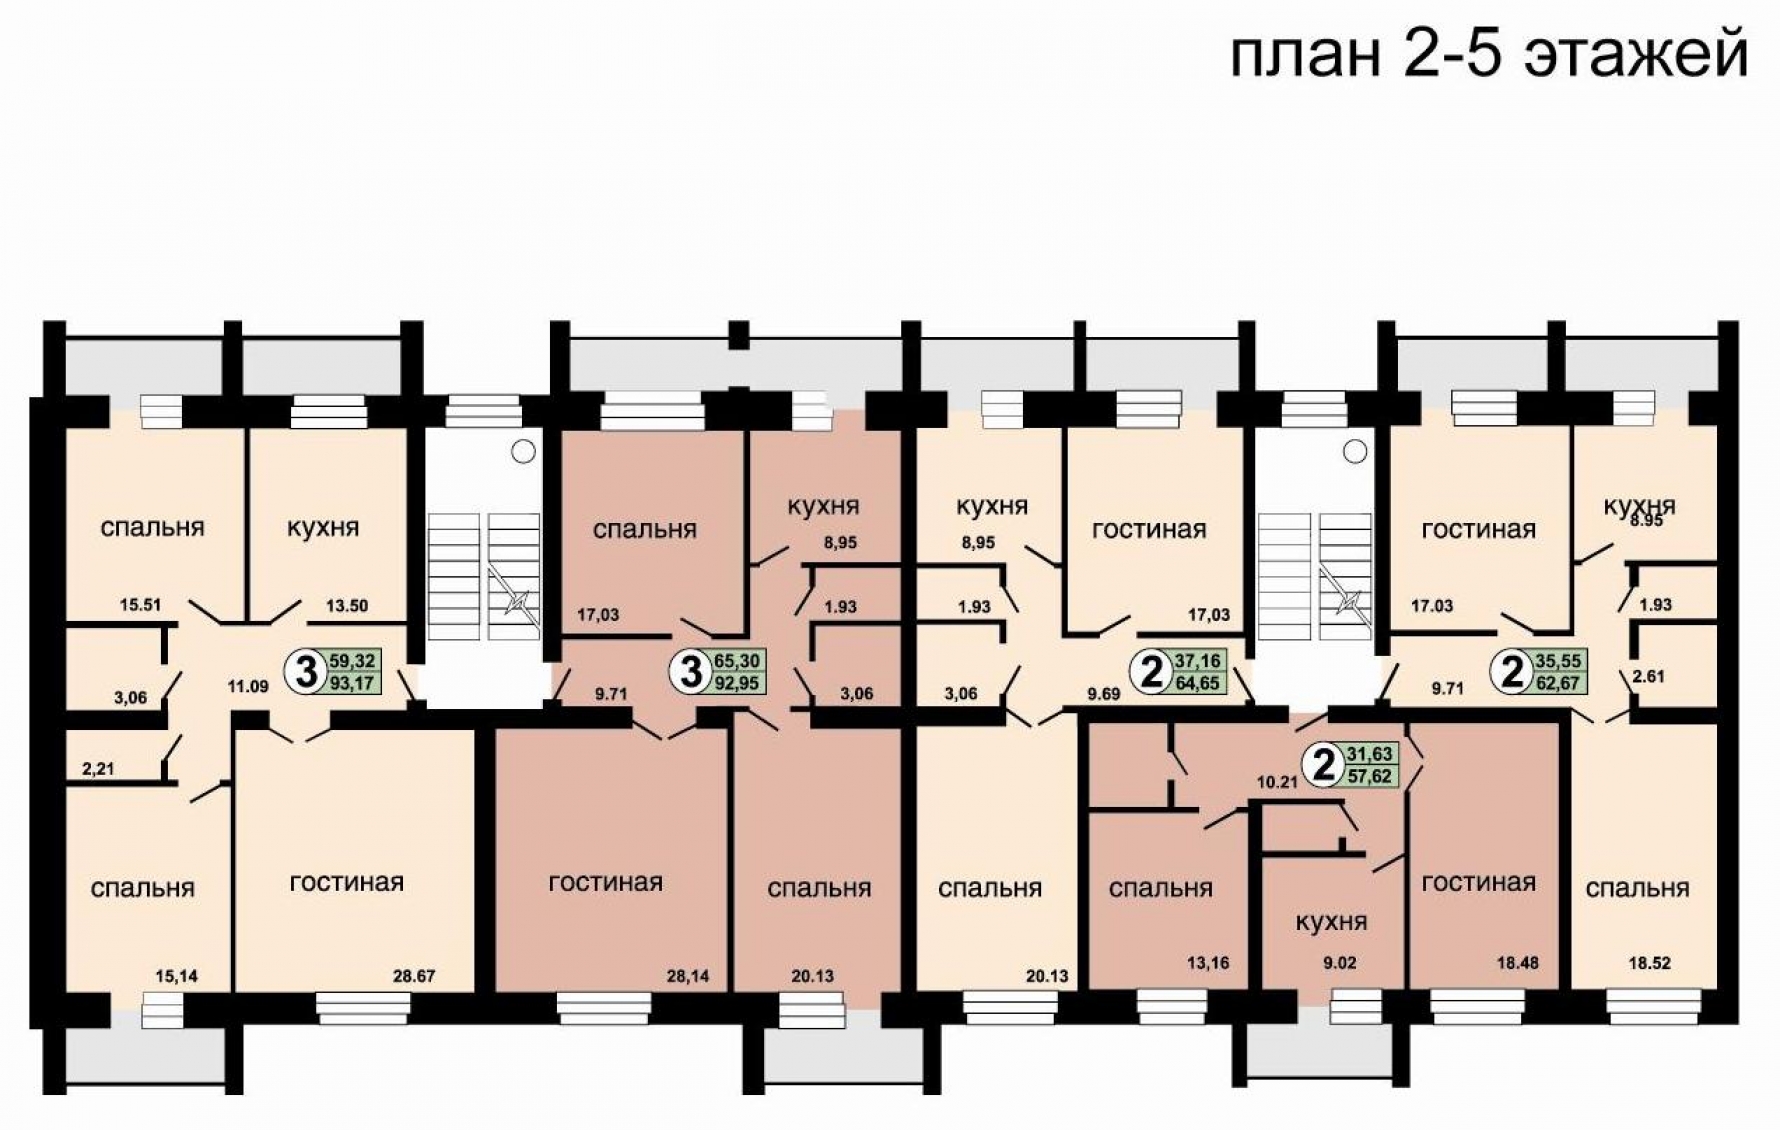 план 2-5 этажей
спальня
15.51
кухня
13.50
3,06
11.09
3
59,32
93,17
2,21
спальня
15,14
гостиная
28.67
спальня
17,03
кухня
8,95
1.93
9.71
3
65,30
92,95
3,06
гостиная
28,14
спальня
20.13
кухня
8,95
гостиная
17,03
1.93
3,06
9.69
2
37,16
64,65
спальня
20.13
10.21
2
31,63
57,62
спальня
13,16
кухня
9.02
гостиная
18.48
гостиная
17.03
кухня
8.95
1.93
9.71
2
35,55
62,67
2.61
спальня
18.52